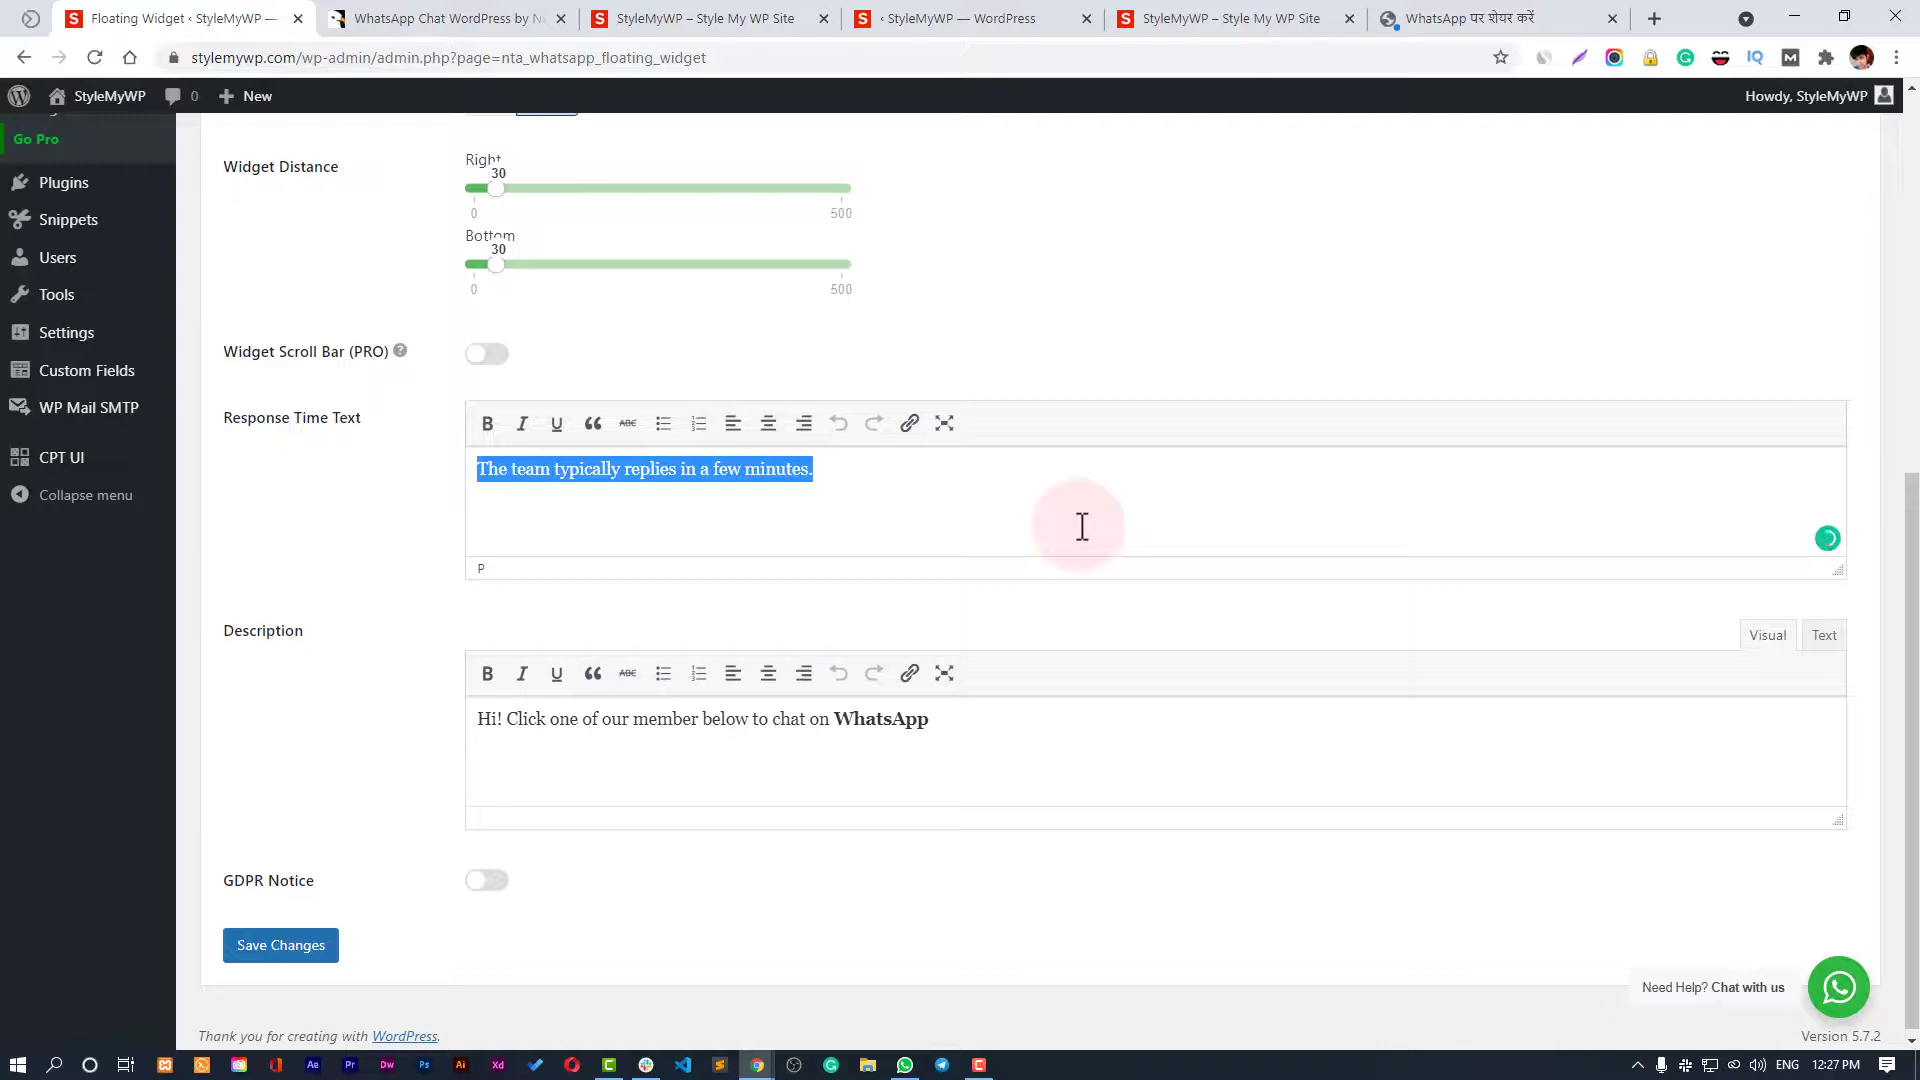 Floating Widget ‹ StyleMyWP —
WhatsApp Chat WordPress by N
StyleMyWP – Style My WP Site
‹ StyleMyWP — WordPress
StyleMyWP – Style My WP Site
WhatsApp पर शेयर करें
stylemywp.com/wp-admin/admin.php?page=nta_whatsapp_floating_widget
StyleMyWP
0
New
Howdy, StyleMyWP
Go Pro
Plugins
Snippets
Users
Tools
Settings
Custom Fields
WP Mail SMTP
CPT UI
Collapse menu
Widget Distance
Right
30
0
500
Bottom
30
0
500
Widget Scroll Bar (PRO)
Response Time Text
The team typically replies in a few minutes.
P
Description
Visual
Text
Hi! Click one of our member below to chat on WhatsApp
GDPR Notice
Save Changes
Need Help? Chat with us
Thank you for creating with WordPress.
Version 5.7.2
ENG
12:27 PM